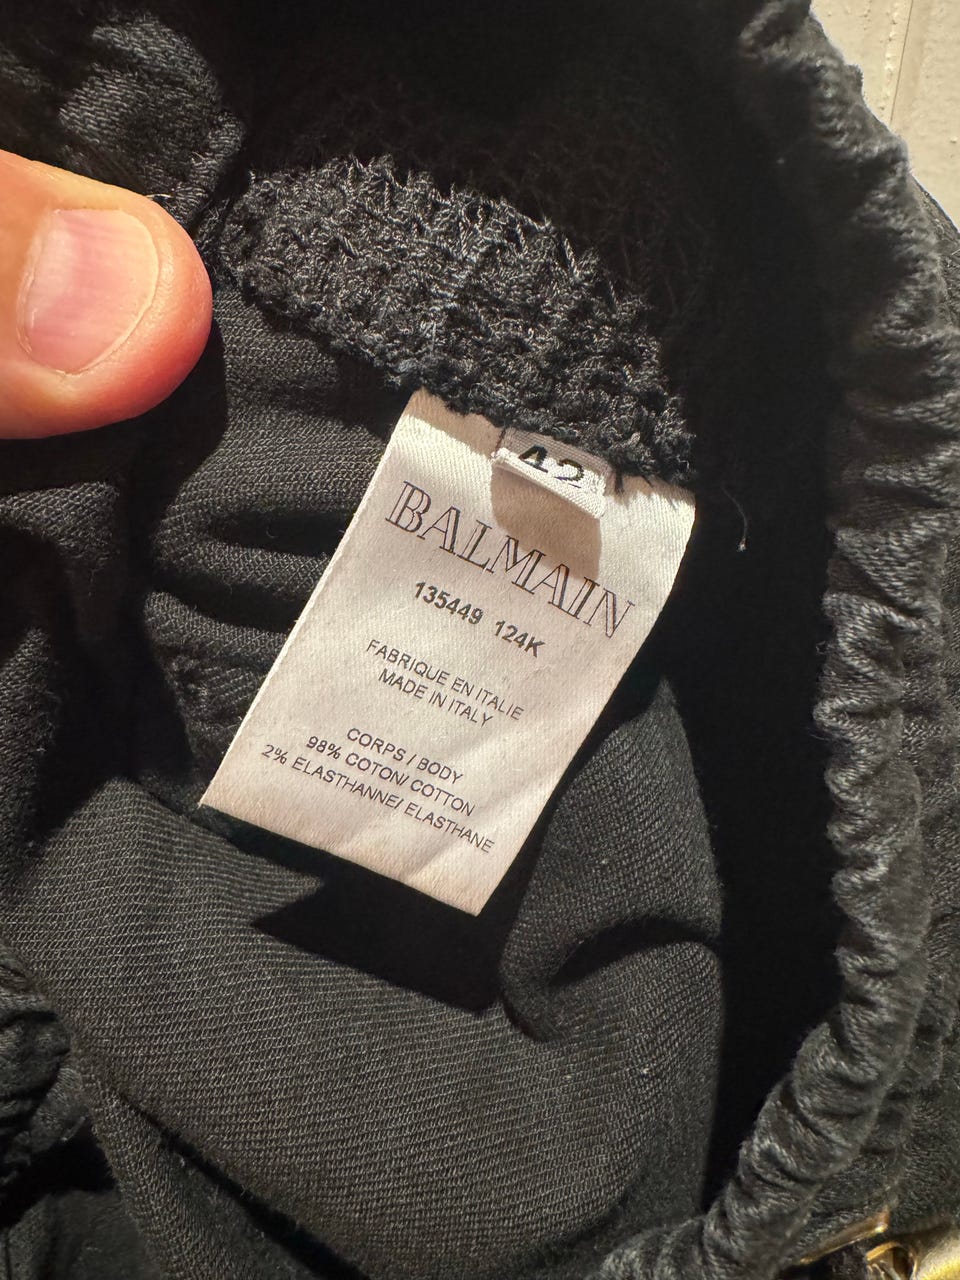 42
BALMAIN
135449 124K
FABRIQUE EN ITALIE
MADE IN ITALY
CORPS / BODY
98% COTON/ COTTON
2% ELASTHANNE/ ELASTHANE